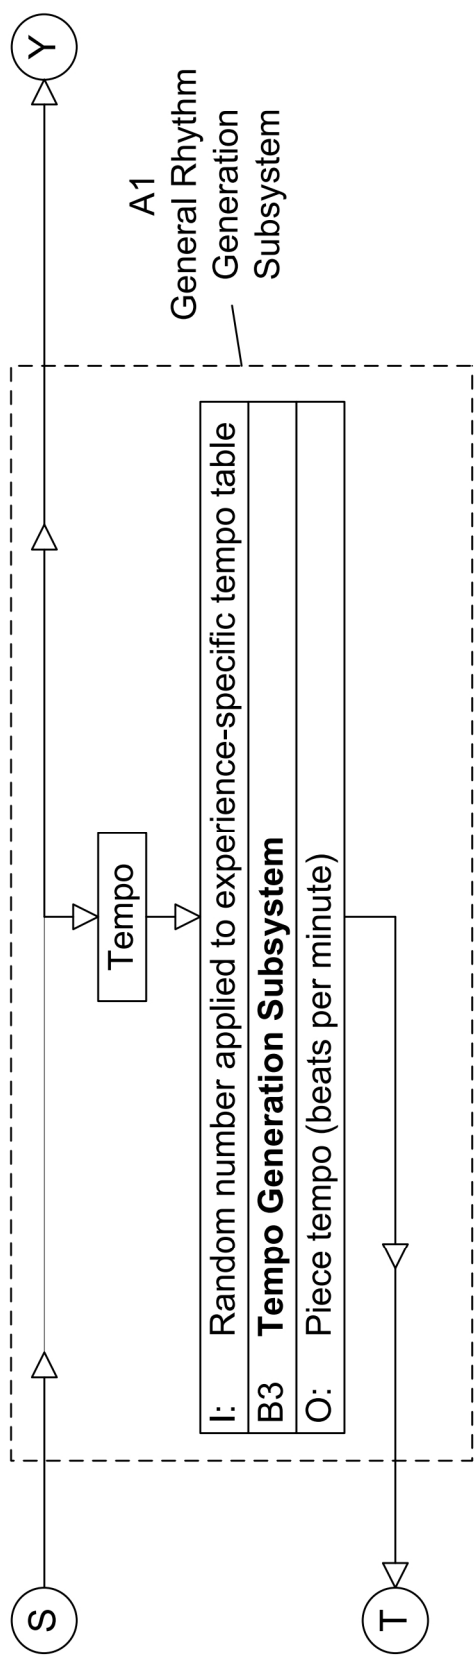 S
Y
Tempo
A1
General Rhythm
Generation
Subsystem
I: Random number applied to experience-specific tempo table
B3 Tempo Generation Subsystem
O: Piece tempo (beats per minute)
T